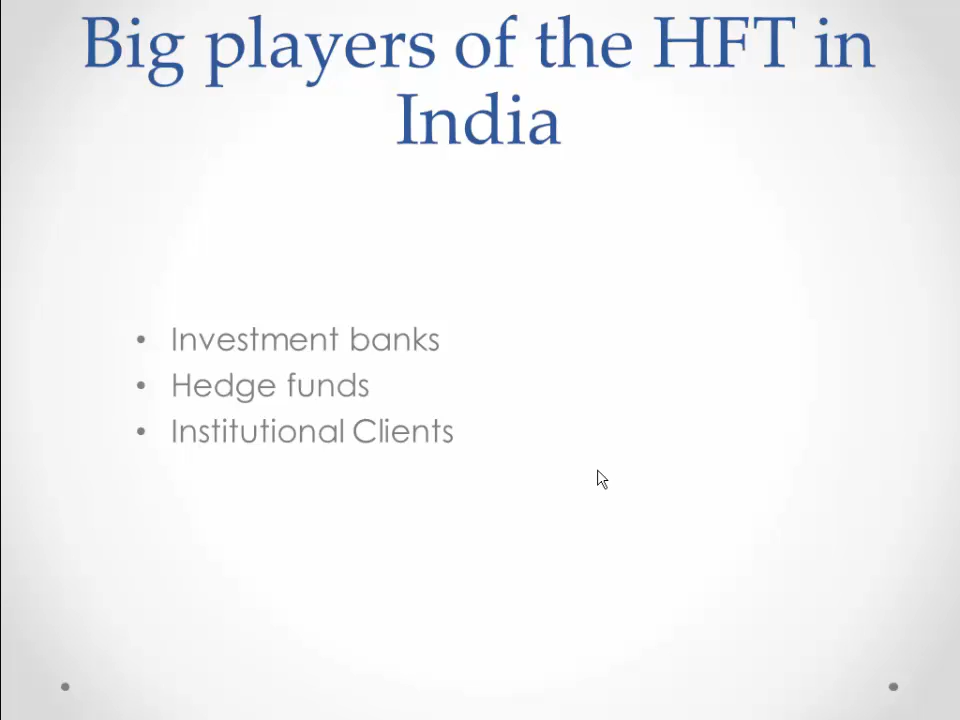 Big players of the HFT in
India
• Investment banks
• Hedge funds
• Institutional Clients